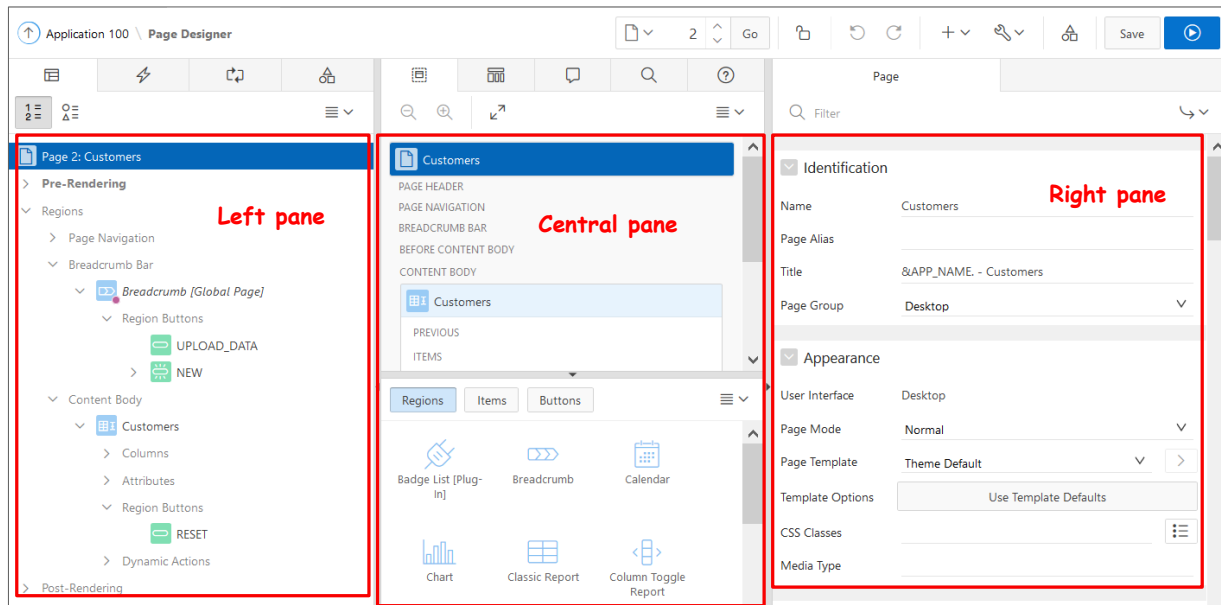 Application 100 \ Page Designer
2
Go
Save
Page
Filter
Page 2: Customers
Pre-Rendering
Regions
Page Navigation
Breadcrumb Bar
Breadcrumb [Global Page]
Region Buttons
UPLOAD_DATA
NEW
Content Body
Customers
Columns
Attributes
Region Buttons
RESET
Dynamic Actions
Post-Rendering
Left pane
Customers
PAGE HEADER
PAGE NAVIGATION
BREADCRUMB BAR
BEFORE CONTENT BODY
CONTENT BODY
Customers
PREVIOUS
ITEMS
Central pane
Regions Items Buttons
Badge List [Plug-
In]
Breadcrumb
Calendar
Chart
Classic Report
Column Toggle
Report
Right pane
Identification
Name Customers
Page Alias
Title &APP_NAME. - Customers
Page Group Desktop
Appearance
User Interface Desktop
Page Mode Normal
Page Template Theme Default
Template Options Use Template Defaults
CSS Classes
Media Type